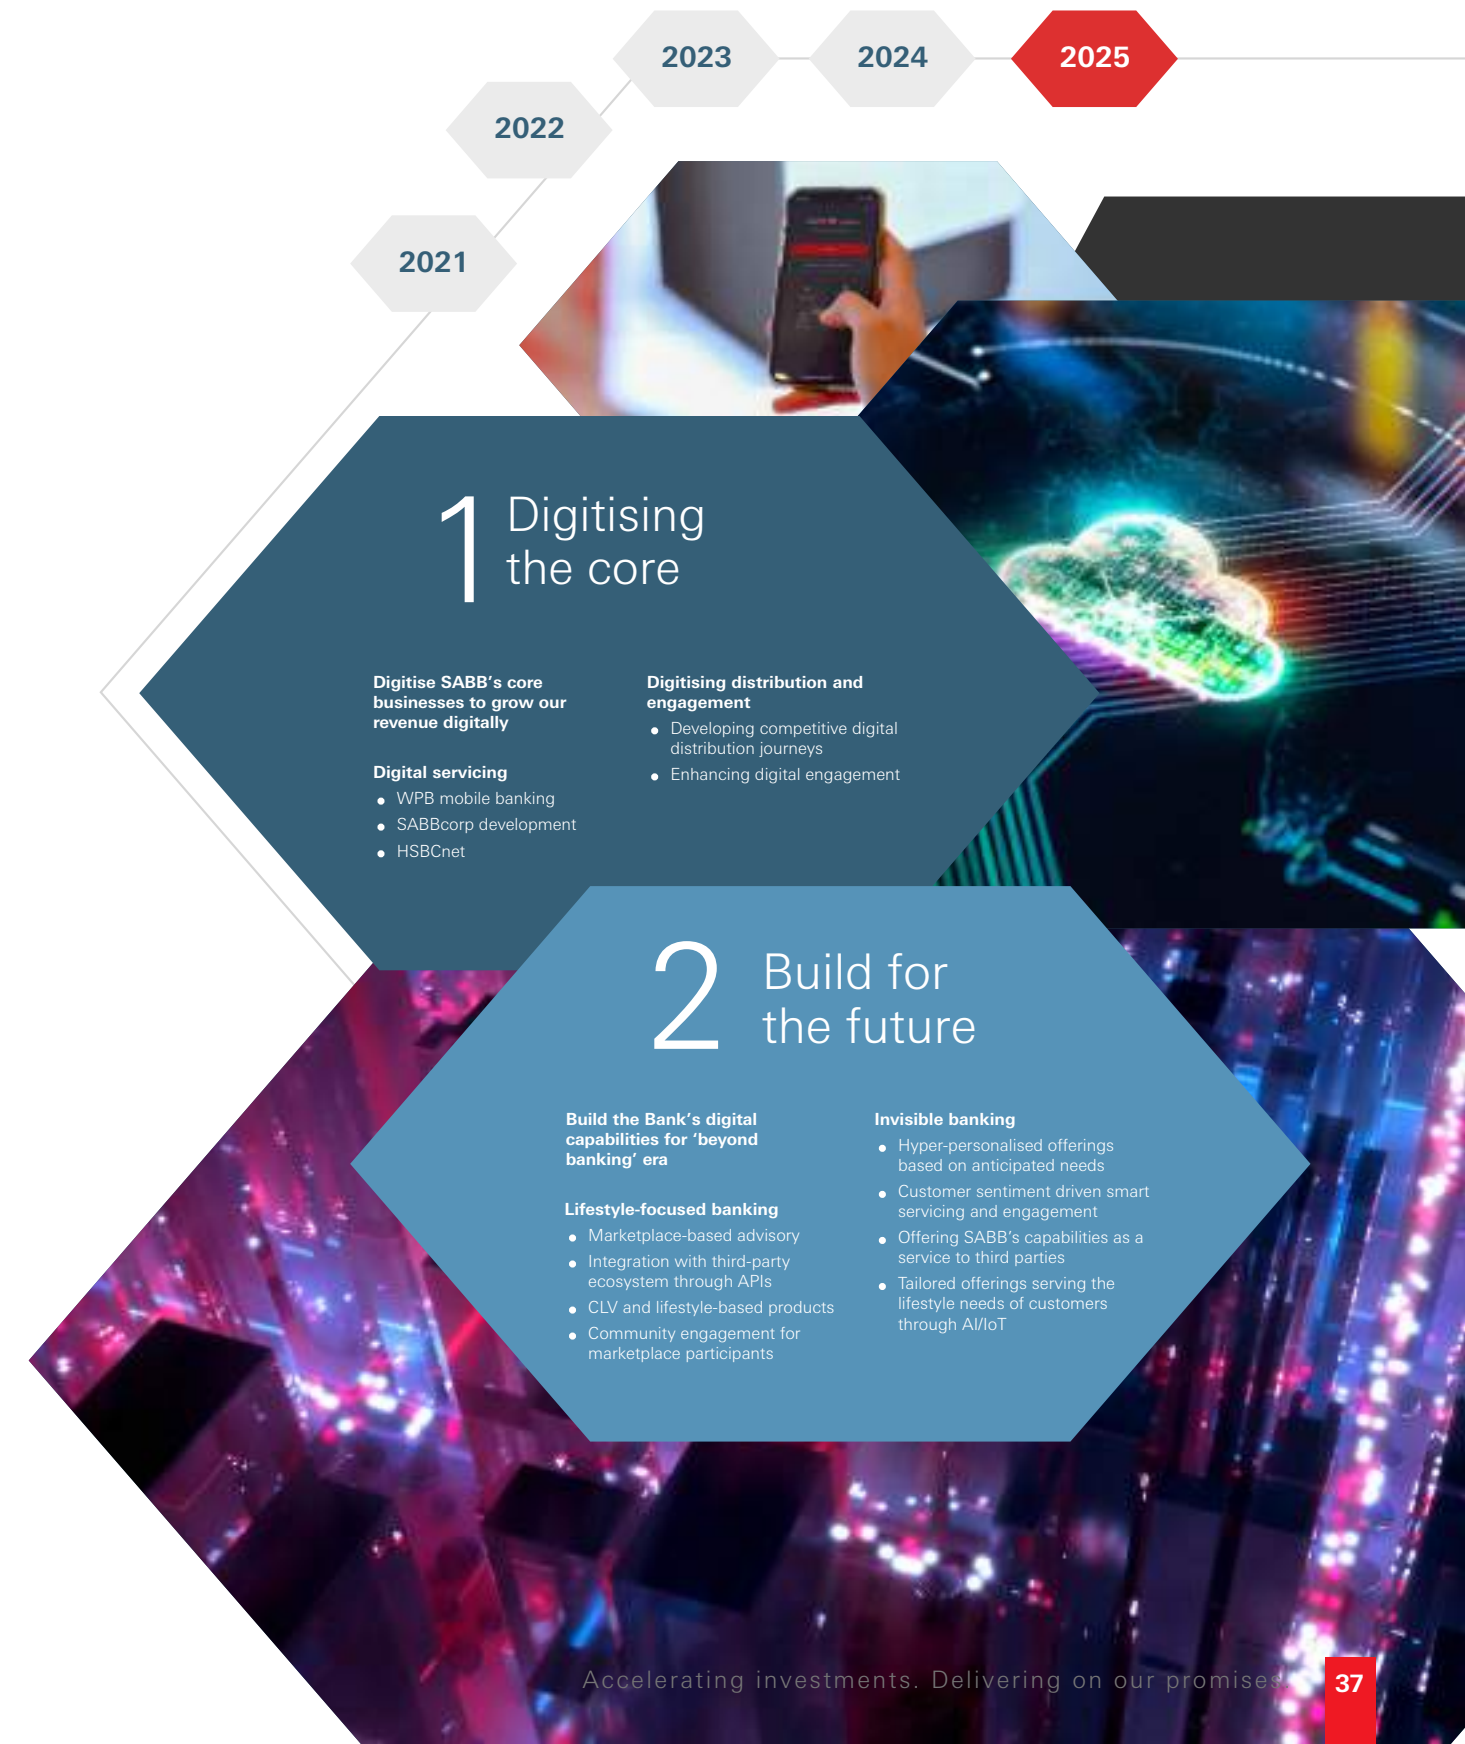 2023
2024
2025
2022
2021
1
Digitising
the core
Digitise SABB’s core
businesses to grow our
revenue digitally
Digital servicing
• WPB mobile banking
• SABBcorp development
• HSBCnet
Digitising distribution and
engagement
• Developing competitive digital
distribution journeys
• Enhancing digital engagement
2
Build for
the future
Build the Bank’s digital
capabilities for ‘beyond
banking’ era
Lifestyle-focused banking
• Marketplace-based advisory
• Integration with third-party
ecosystem through APIs
• CLV and lifestyle-based products
• Community engagement for
marketplace participants
Invisible banking
• Hyper-personalised offerings
based on anticipated needs
• Customer sentiment driven smart
servicing and engagement
• Offering SABB’s capabilities as a
service to third parties
• Tailored offerings serving the
lifestyle needs of customers
through AI/IoT
Accelerating investments. Delivering on our promises.
37